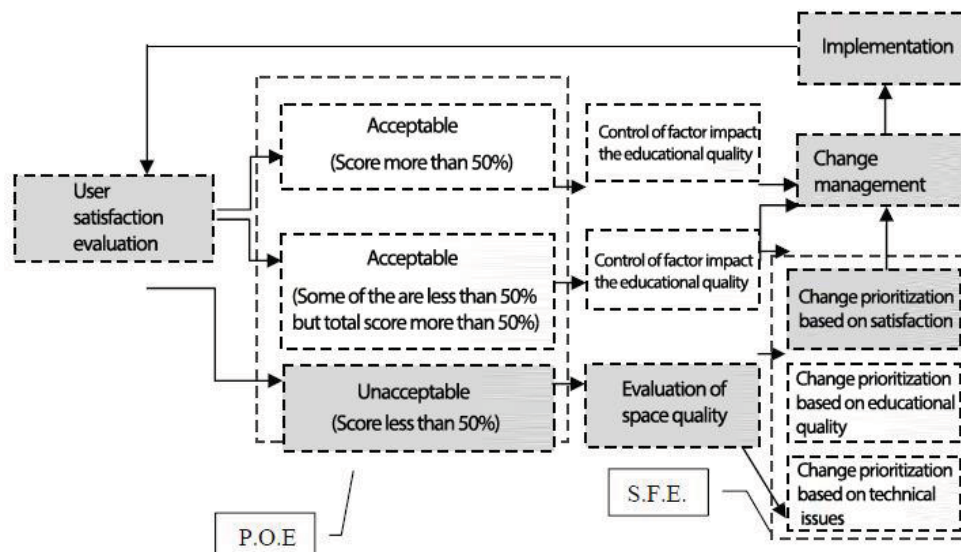 Implementation
Acceptable
(Score more than 50%)
Control of factor impact
the educational quality
Change
management
User
satisfaction
evaluation
Acceptable
(Some of the are less than 50%
but total score more than 50%)
Control of factor impact
the educational quality
Change prioritization
based on satisfaction
Unacceptable
(Score less than 50%)
Evaluation of
space quality
Change prioritization
based on educational
quality
Change prioritization
based on technical
issues
P.O.E
S.F.E.